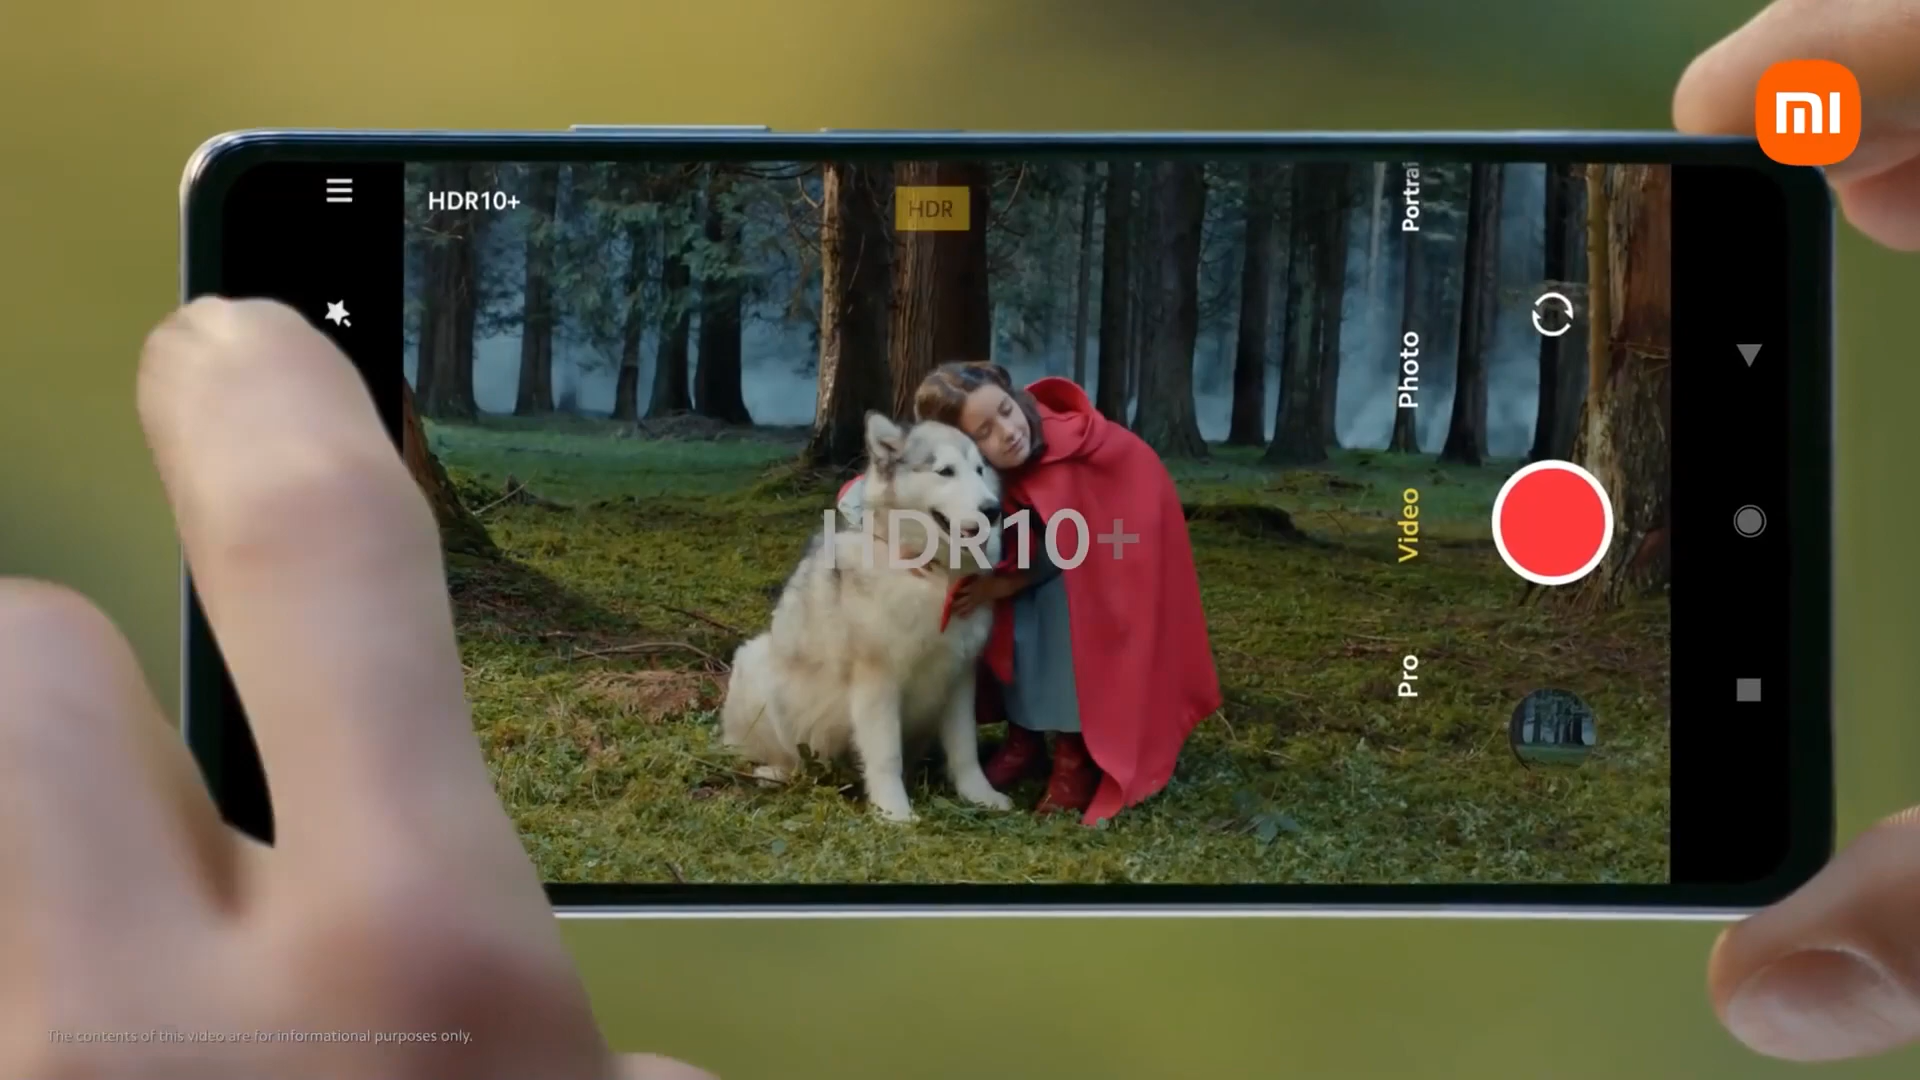 mi
HDR10+
HDR
Portrai
Photo
HDR10+
Video
Pro
The contents of this video are for informational purposes only.